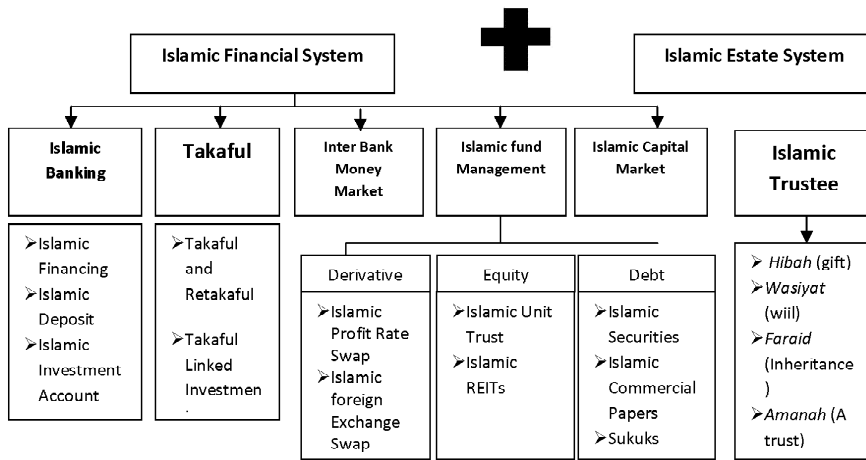 Islamic Financial System
Islamic Estate System
Islamic
Banking
Takaful
Inter Bank
Money
Market
Islamic fund
Management
Islamic Capital
Market
Islamic
Trustee
➢Islamic
Financing
➢Islamic
Deposit
➢Islamic
Investment
Account
➢Takaful
and
Retakaful
➢Takaful
Linked
Investmen
Derivative
➢Islamic
Profit Rate
Swap
➢Islamic
foreign
Exchange
Swap
Equity
➢Islamic Unit
Trust
➢Islamic
REITs
Debt
➢Islamic
Securities
➢Islamic
Commercial
Papers
➢Sukuks
➢ Hibah (gift)
➢Wasiyat
(wiil)
➢Faraid
(Inheritance
)
➢Amanah (A
trust)